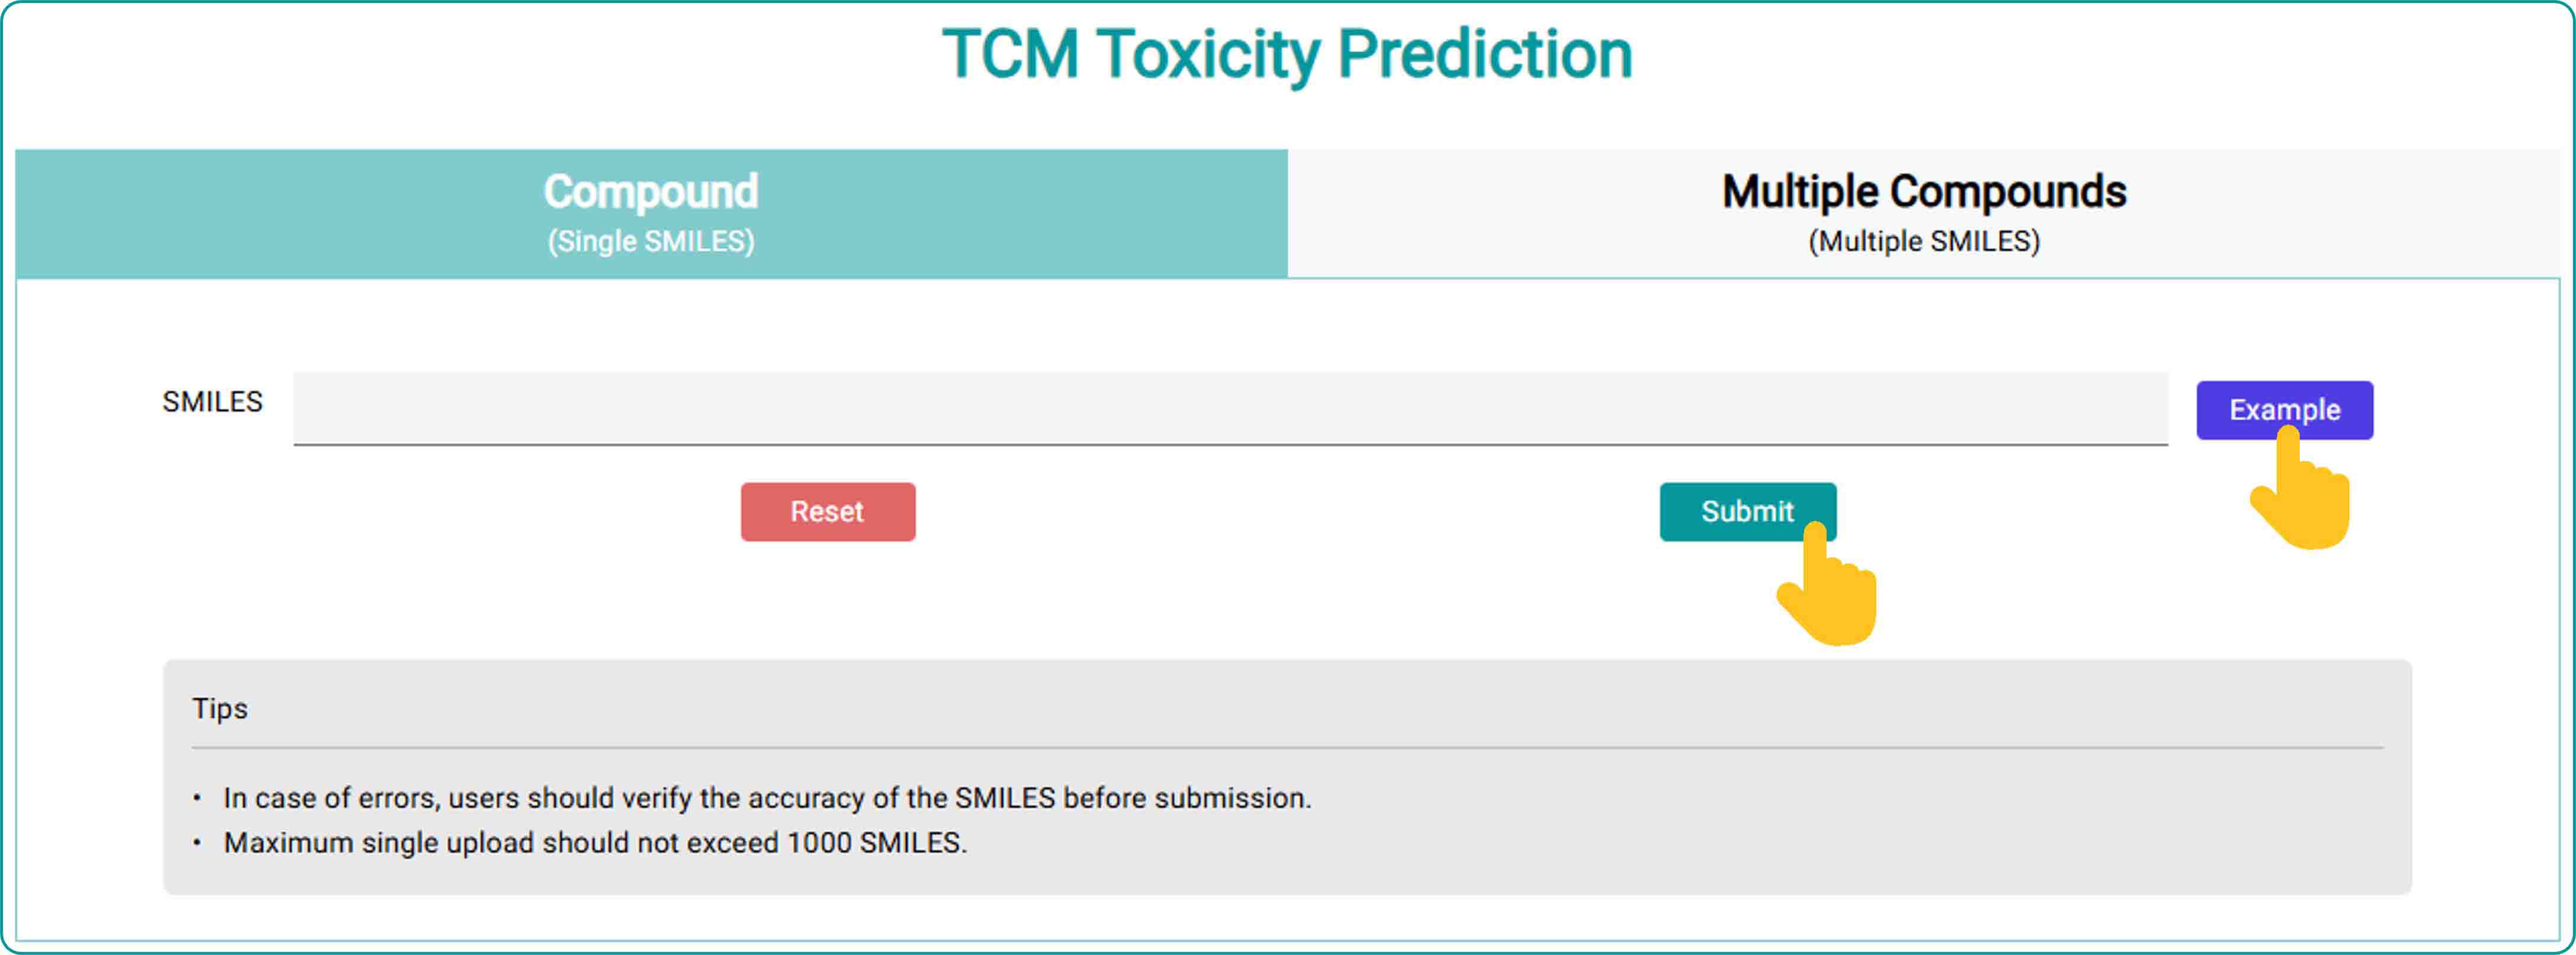 TCM Toxicity Prediction
Compound
(Single SMILES)
Multiple Compounds
(Multiple SMILES)
SMILES
Example
Reset
Submit
Tips
• In case of errors, users should verify the accuracy of the SMILES before submission.
• Maximum single upload should not exceed 1000 SMILES.